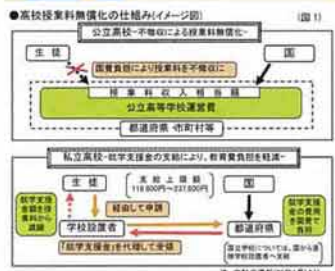 ●高校授業料無償化の仕組み(イメージ図)
(図1)
公立高校-不徴収による授業料無償化-
生徒
国
国費負担により授業料を不徴収に
授業料収入相当額
公立高等学校運営費
都道府県・市町村等
私立高校-就学支援金の支給により、教育費負担を軽減-
生徒
支給上限額
118,800円~237,600円
国
就学支援
金額を授
業料から
減額
経由して申請
就学支援
金の費用
を国費で
負担
学校設置者
都道府県
「就学支援金」を代理して受領